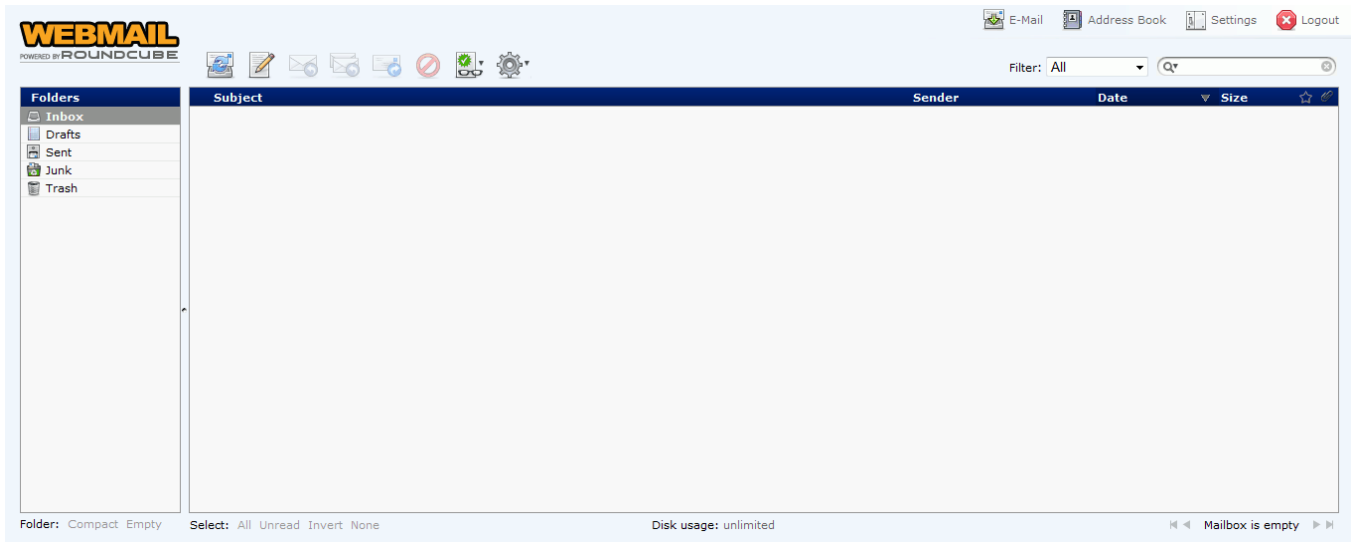 WEBMAIL
POWERED BY ROUNDCUBE
E-Mail Address Book Settings Logout
Filter: All
Folders
Inbox
Drafts
Sent
Junk
Trash
Subject Sender Date Size
Folder: Compact Empty
Select: All Unread Invert None
Disk usage: unlimited
Mailbox is empty